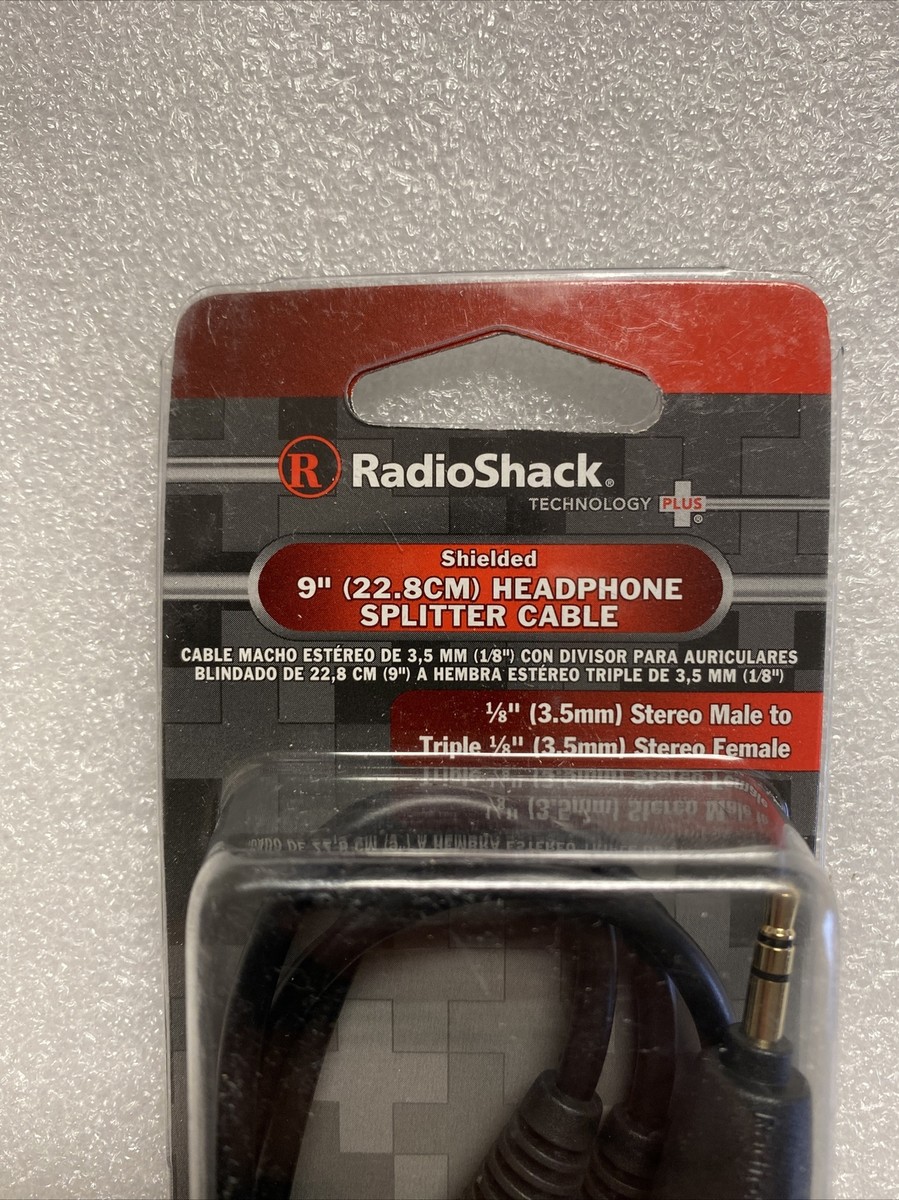 R RadioShack®
TECHNOLOGY PLUS®
Shielded
9" (22.8CM) HEADPHONE
SPLITTER CABLE
CABLE MACHO ESTÉREO DE 3,5 MM (1/8") CON DIVISOR PARA AURICULARES
BLINDADO DE 22,8 CM (9") A HEMBRA ESTÉREO TRIPLE DE 3,5 MM (1/8")
⅛" (3.5mm) Stereo Male to
Triple ⅛" (3.5mm) Stereo Female